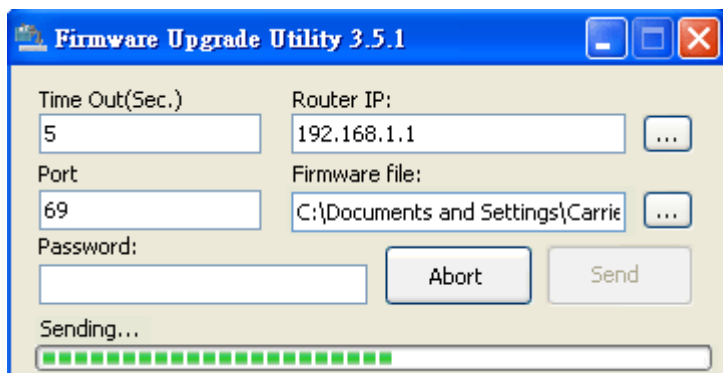 Firmware Upgrade Utility 3.5.1
Time Out(Sec.) Router IP:
5 192.168.1.1 ...
Port Firmware file:
69 C:\Documents and Settings\Carrie ...
Password:
Abort Send
Sending...